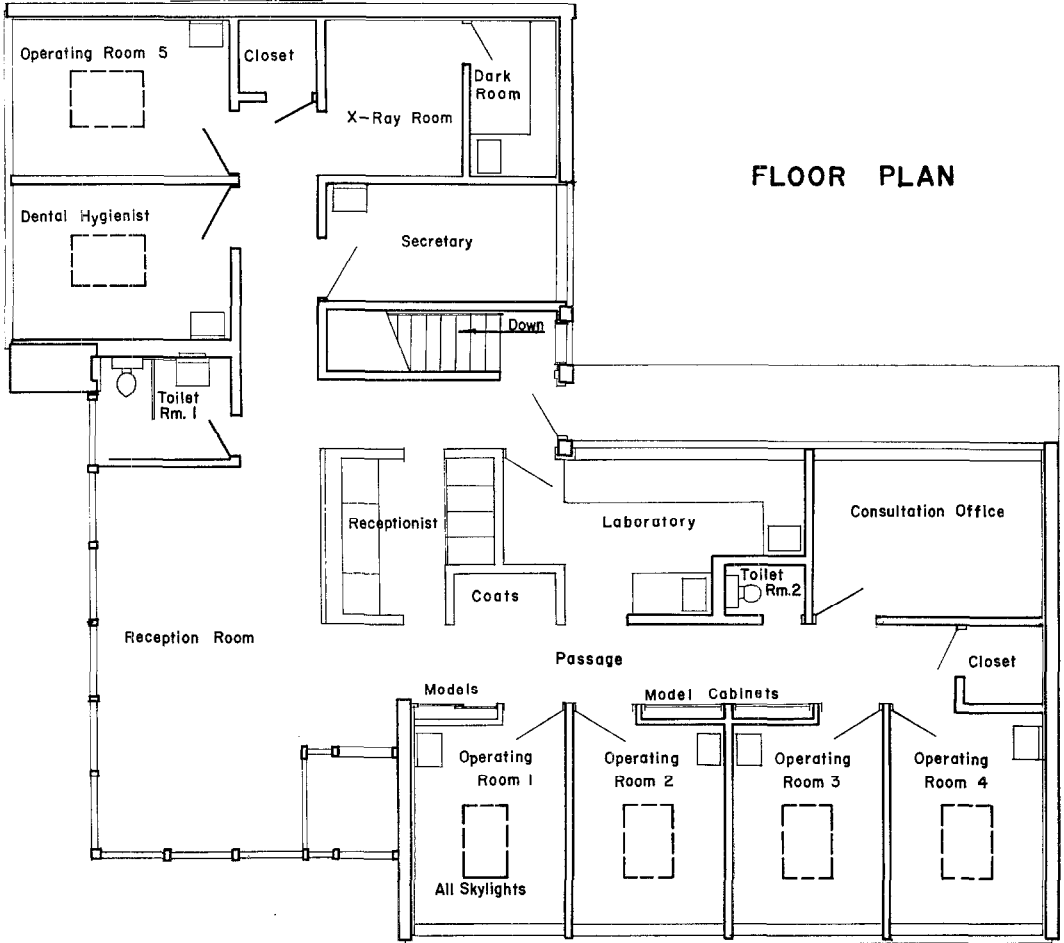 Operating Room 5
Closet
Dark
Room
X-Ray Room
FLOOR PLAN
Dental Hygienist
Secretary
Down
Toilet
Rm. 1
Receptionist
Laboratory
Consultation Office
Toilet
Rm. 2
Coats
Reception Room
Passage
Closet
Models
Model Cabinets
Operating
Room 1
Operating
Room 2
Operating
Room 3
Operating
Room 4
All Skylights